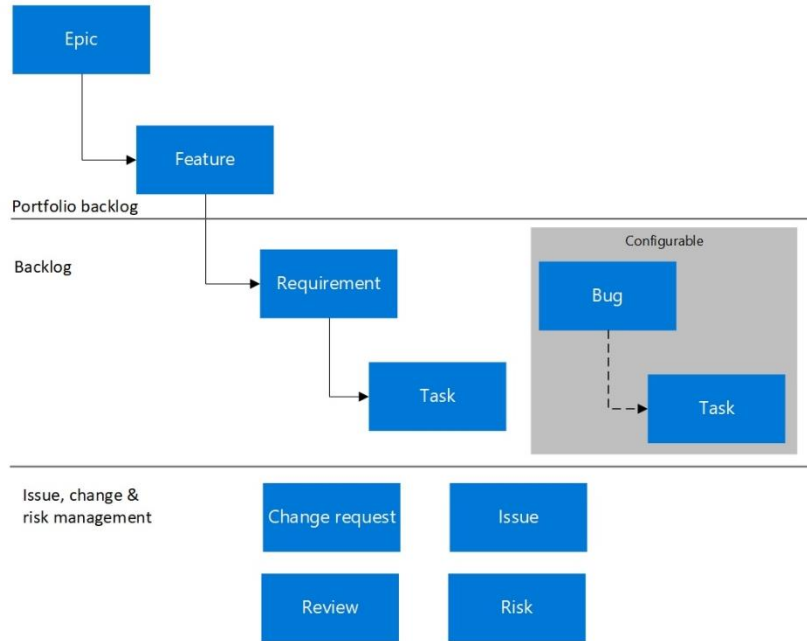 Epic
Feature
Portfolio backlog
Configurable
Backlog
Requirement
Bug
Task
Task
Issue, change &
risk management
Change request
Issue
Review
Risk